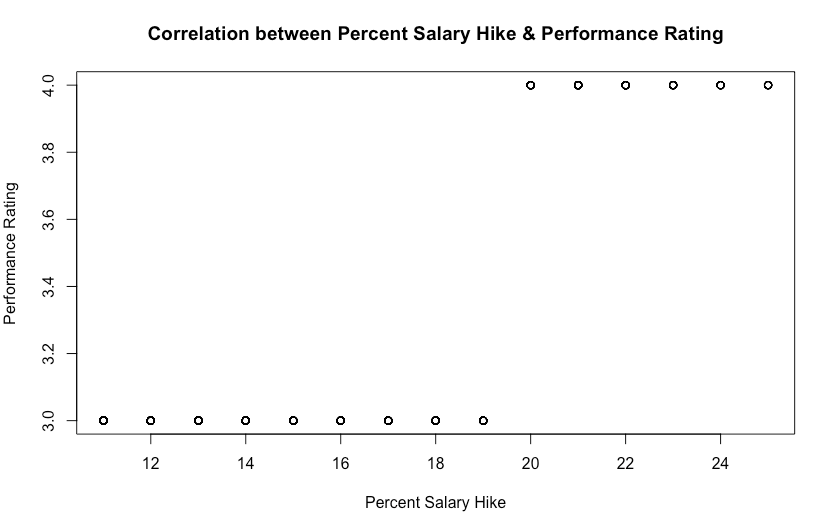 Correlation between Percent Salary Hike & Performance Rating
Performance Rating
4.0
3.8
3.6
3.4
3.2
3.0
12 14 16 18 20 22 24
Percent Salary Hike